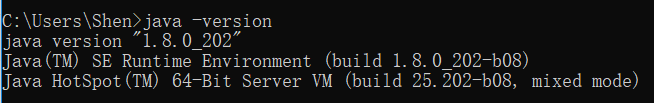 C:\Users\Shen>java -version
java version "1.8.0_202"
Java(TM) SE Runtime Environment (build 1.8.0_202-b08)
Java HotSpot(TM) 64-Bit Server VM (build 25.202-b08, mixed mode)